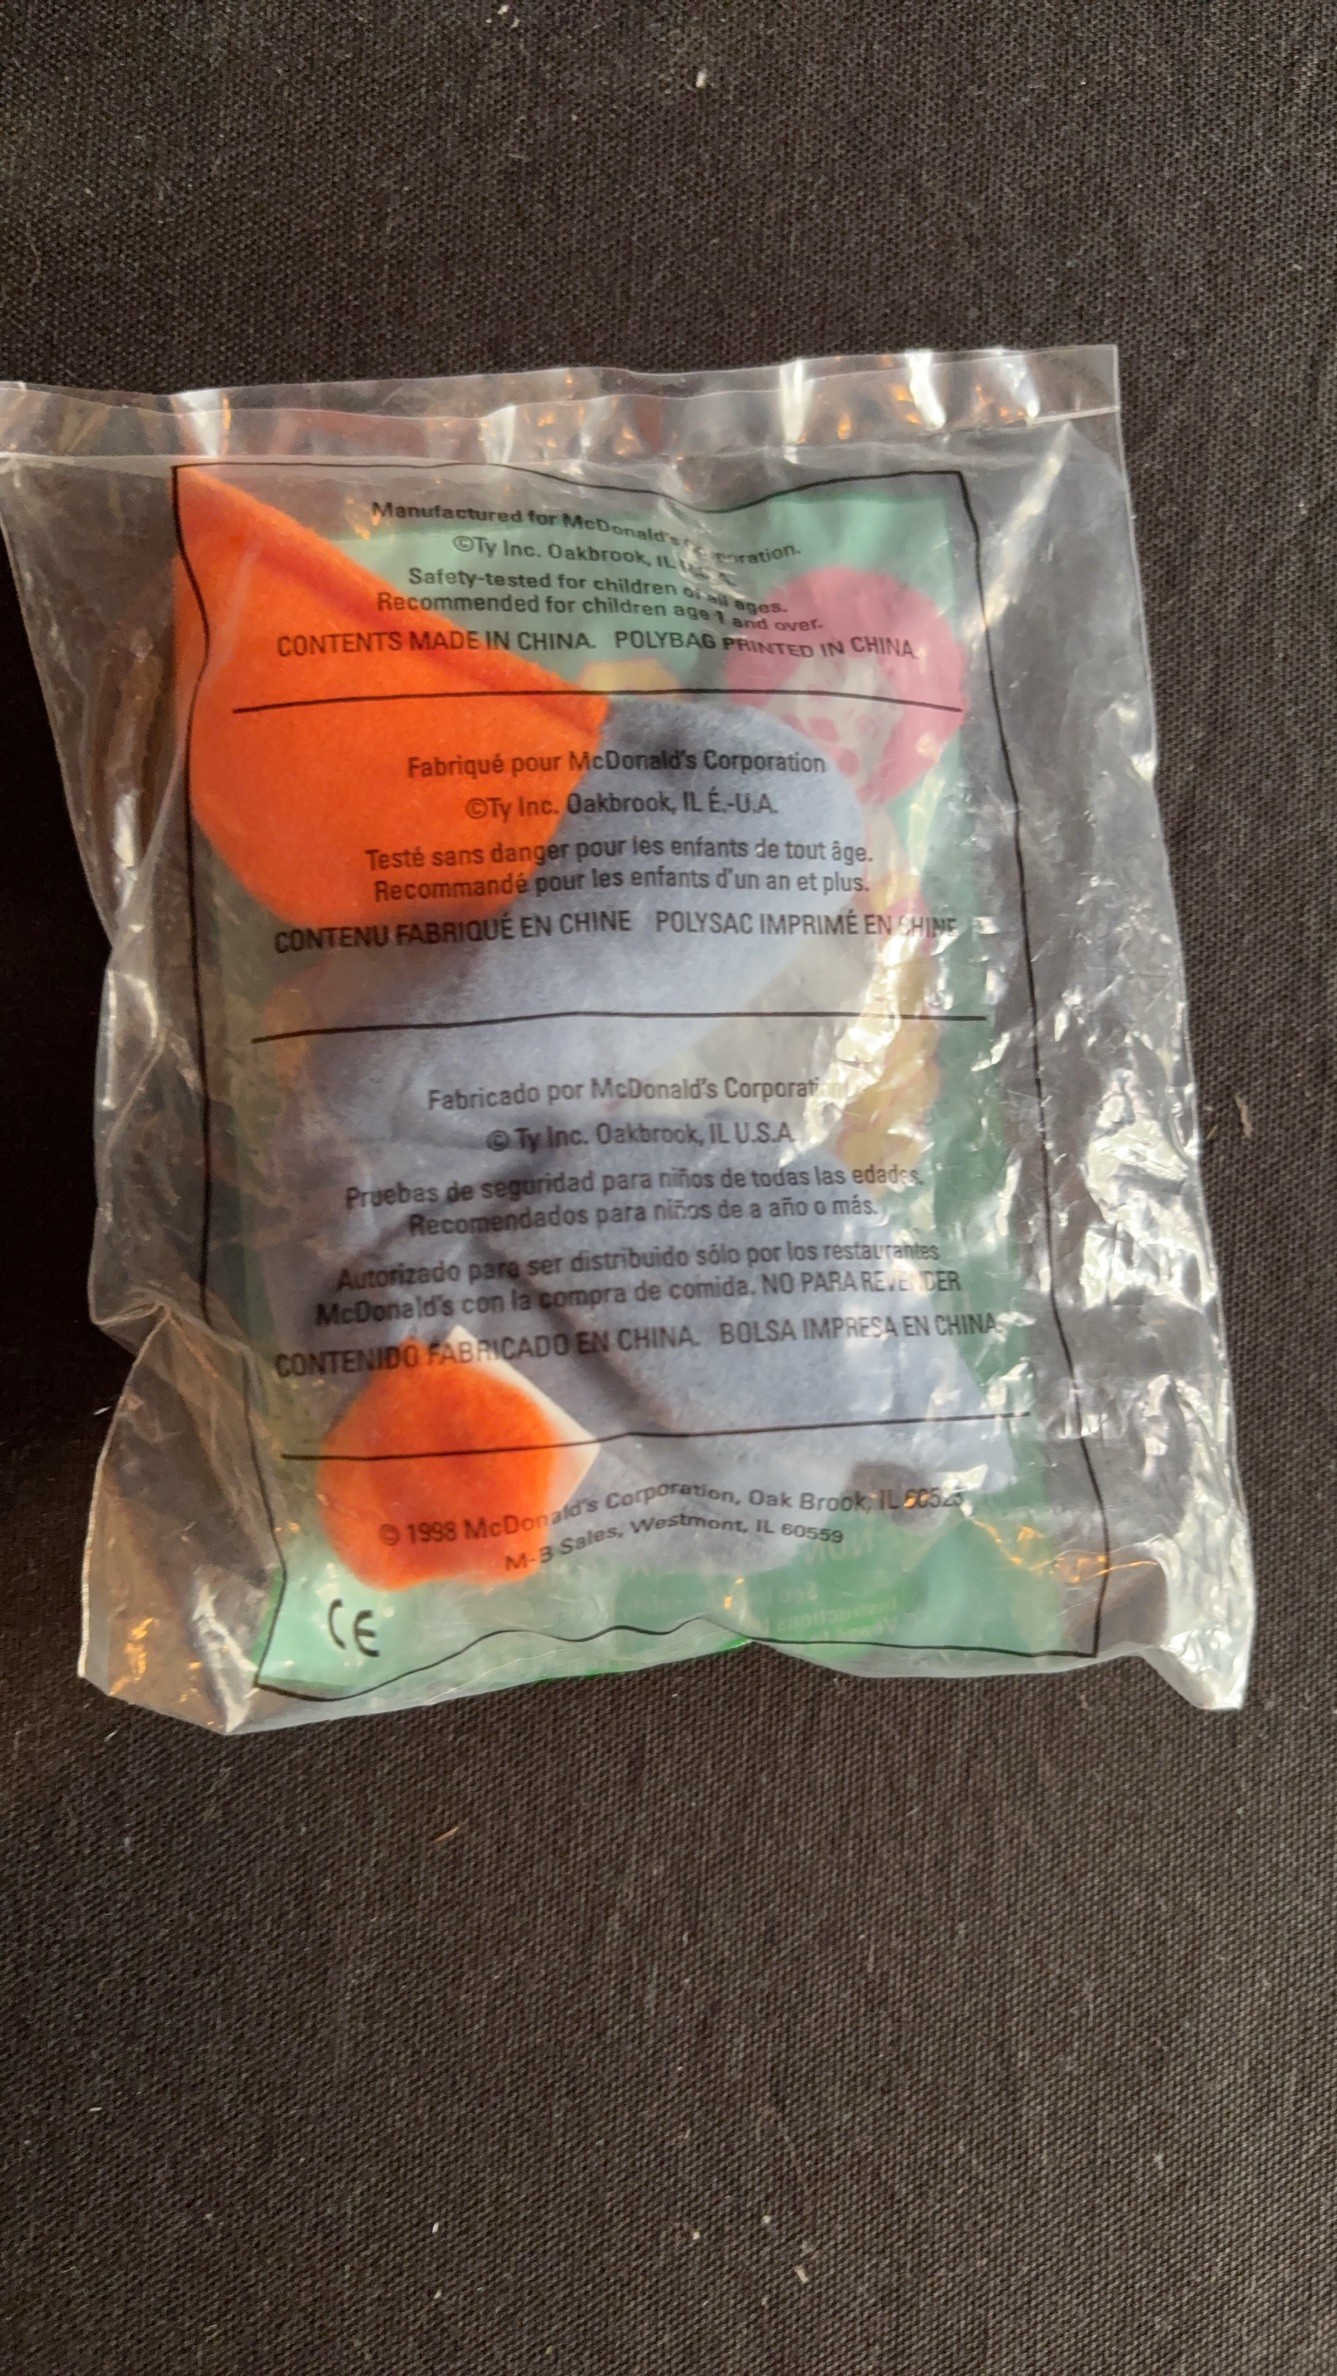 Manufactured for McDonald's
©Ty Inc. Oakbrook, IL
Safety-tested for children of all ages.
Recommended for children age 1 and over.
CONTENTS MADE IN CHINA. POLYBAG PRINTED IN CHINA.
Fabriqué pour McDonald's Corporation
©Ty Inc. Oakbrook, IL É.-U.A.
Testé sans danger pour les enfants de tout âge.
Recommandé pour les enfants d'un an et plus.
CONTENU FABRIQUÉ EN CHINE POLYSAC IMPRIMÉ EN CHINE
Fabricado por McDonald's Corporation
© Ty Inc. Oakbrook, IL U.S.A.
Pruebas de seguridad para niños de todas las edades.
Recomendados para niños de a año o más.
Autorizado para ser distribuido sólo por los restaurantes
McDonald's con la compra de comida. NO PARA REVENDER
CONTENIDO FABRICADO EN CHINA. BOLSA IMPRESA EN CHINA.
© 1998 McDonald's Corporation, Oak Brook, IL 60523
M-B Sales, Westmont, IL 60559
CE